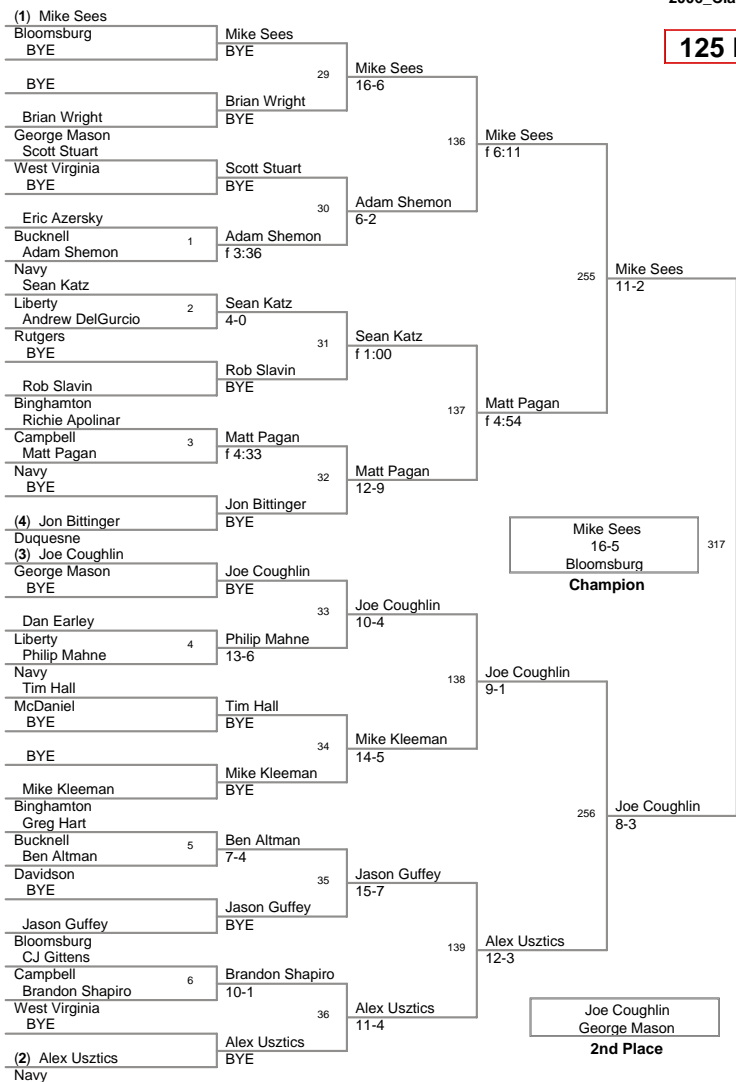 2006_Cla
125
(1) Mike Sees
Bloomsburg
BYE
BYE
Brian Wright
George Mason
Scott Stuart
West Virginia
BYE
Eric Azersky
Bucknell
1
Adam Shemon
Navy
Sean Katz
Liberty
2
Andrew DelGurcio
Rutgers
BYE
Rob Slavin
Binghamton
Richie Apolinar
Campbell
3
Matt Pagan
Navy
BYE
(4) Jon Bittinger
Duquesne
(3) Joe Coughlin
George Mason
BYE
Dan Earley
Liberty
4
Philip Mahne
Navy
Tim Hall
McDaniel
BYE
BYE
Mike Kleeman
Binghamton
Greg Hart
Bucknell
5
Ben Altman
Davidson
BYE
Jason Guffey
Bloomsburg
CJ Gittens
Campbell
6
Brandon Shapiro
West Virginia
BYE
(2) Alex Usztics
Navy
Mike Sees
BYE
29
Brian Wright
BYE
Scott Stuart
BYE
30
Adam Shemon
f 3:36
Sean Katz
4-0
31
Rob Slavin
BYE
Matt Pagan
f 4:33
32
Jon Bittinger
BYE
Joe Coughlin
BYE
33
Philip Mahne
13-6
Tim Hall
BYE
34
Mike Kleeman
BYE
Ben Altman
7-4
35
Jason Guffey
BYE
Brandon Shapiro
10-1
36
Alex Usztics
BYE
Mike Sees
16-6
136
Adam Shemon
6-2
Sean Katz
f 1:00
137
Matt Pagan
12-9
Joe Coughlin
10-4
138
Mike Kleeman
14-5
Jason Guffey
15-7
139
Alex Usztics
11-4
Mike Sees
f 6:11
255
Matt Pagan
f 4:54
Joe Coughlin
9-1
256
Alex Usztics
12-3
Mike Sees
11-2
Joe Coughlin
8-3
Mike Sees
16-5
Bloomsburg
317
Champion
Joe Coughlin
George Mason
2nd Place